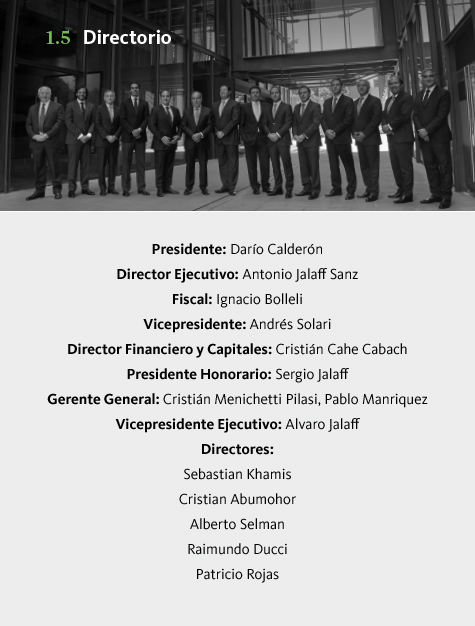 1.5 Directorio
Presidente: Darío Calderón
Director Ejecutivo: Antonio Jalaff Sanz
Fiscal: Ignacio Bolleli
Vicepresidente: Andrés Solari
Director Financiero y Capitales: Cristián Cahe Cabach
Presidente Honorario: Sergio Jalaff
Gerente General: Cristián Menichetti Pilasi, Pablo Manriquez
Vicepresidente Ejecutivo: Alvaro Jalaff
Directores:
Sebastian Khamis
Cristian Abumohor
Alberto Selman
Raimundo Ducci
Patricio Rojas